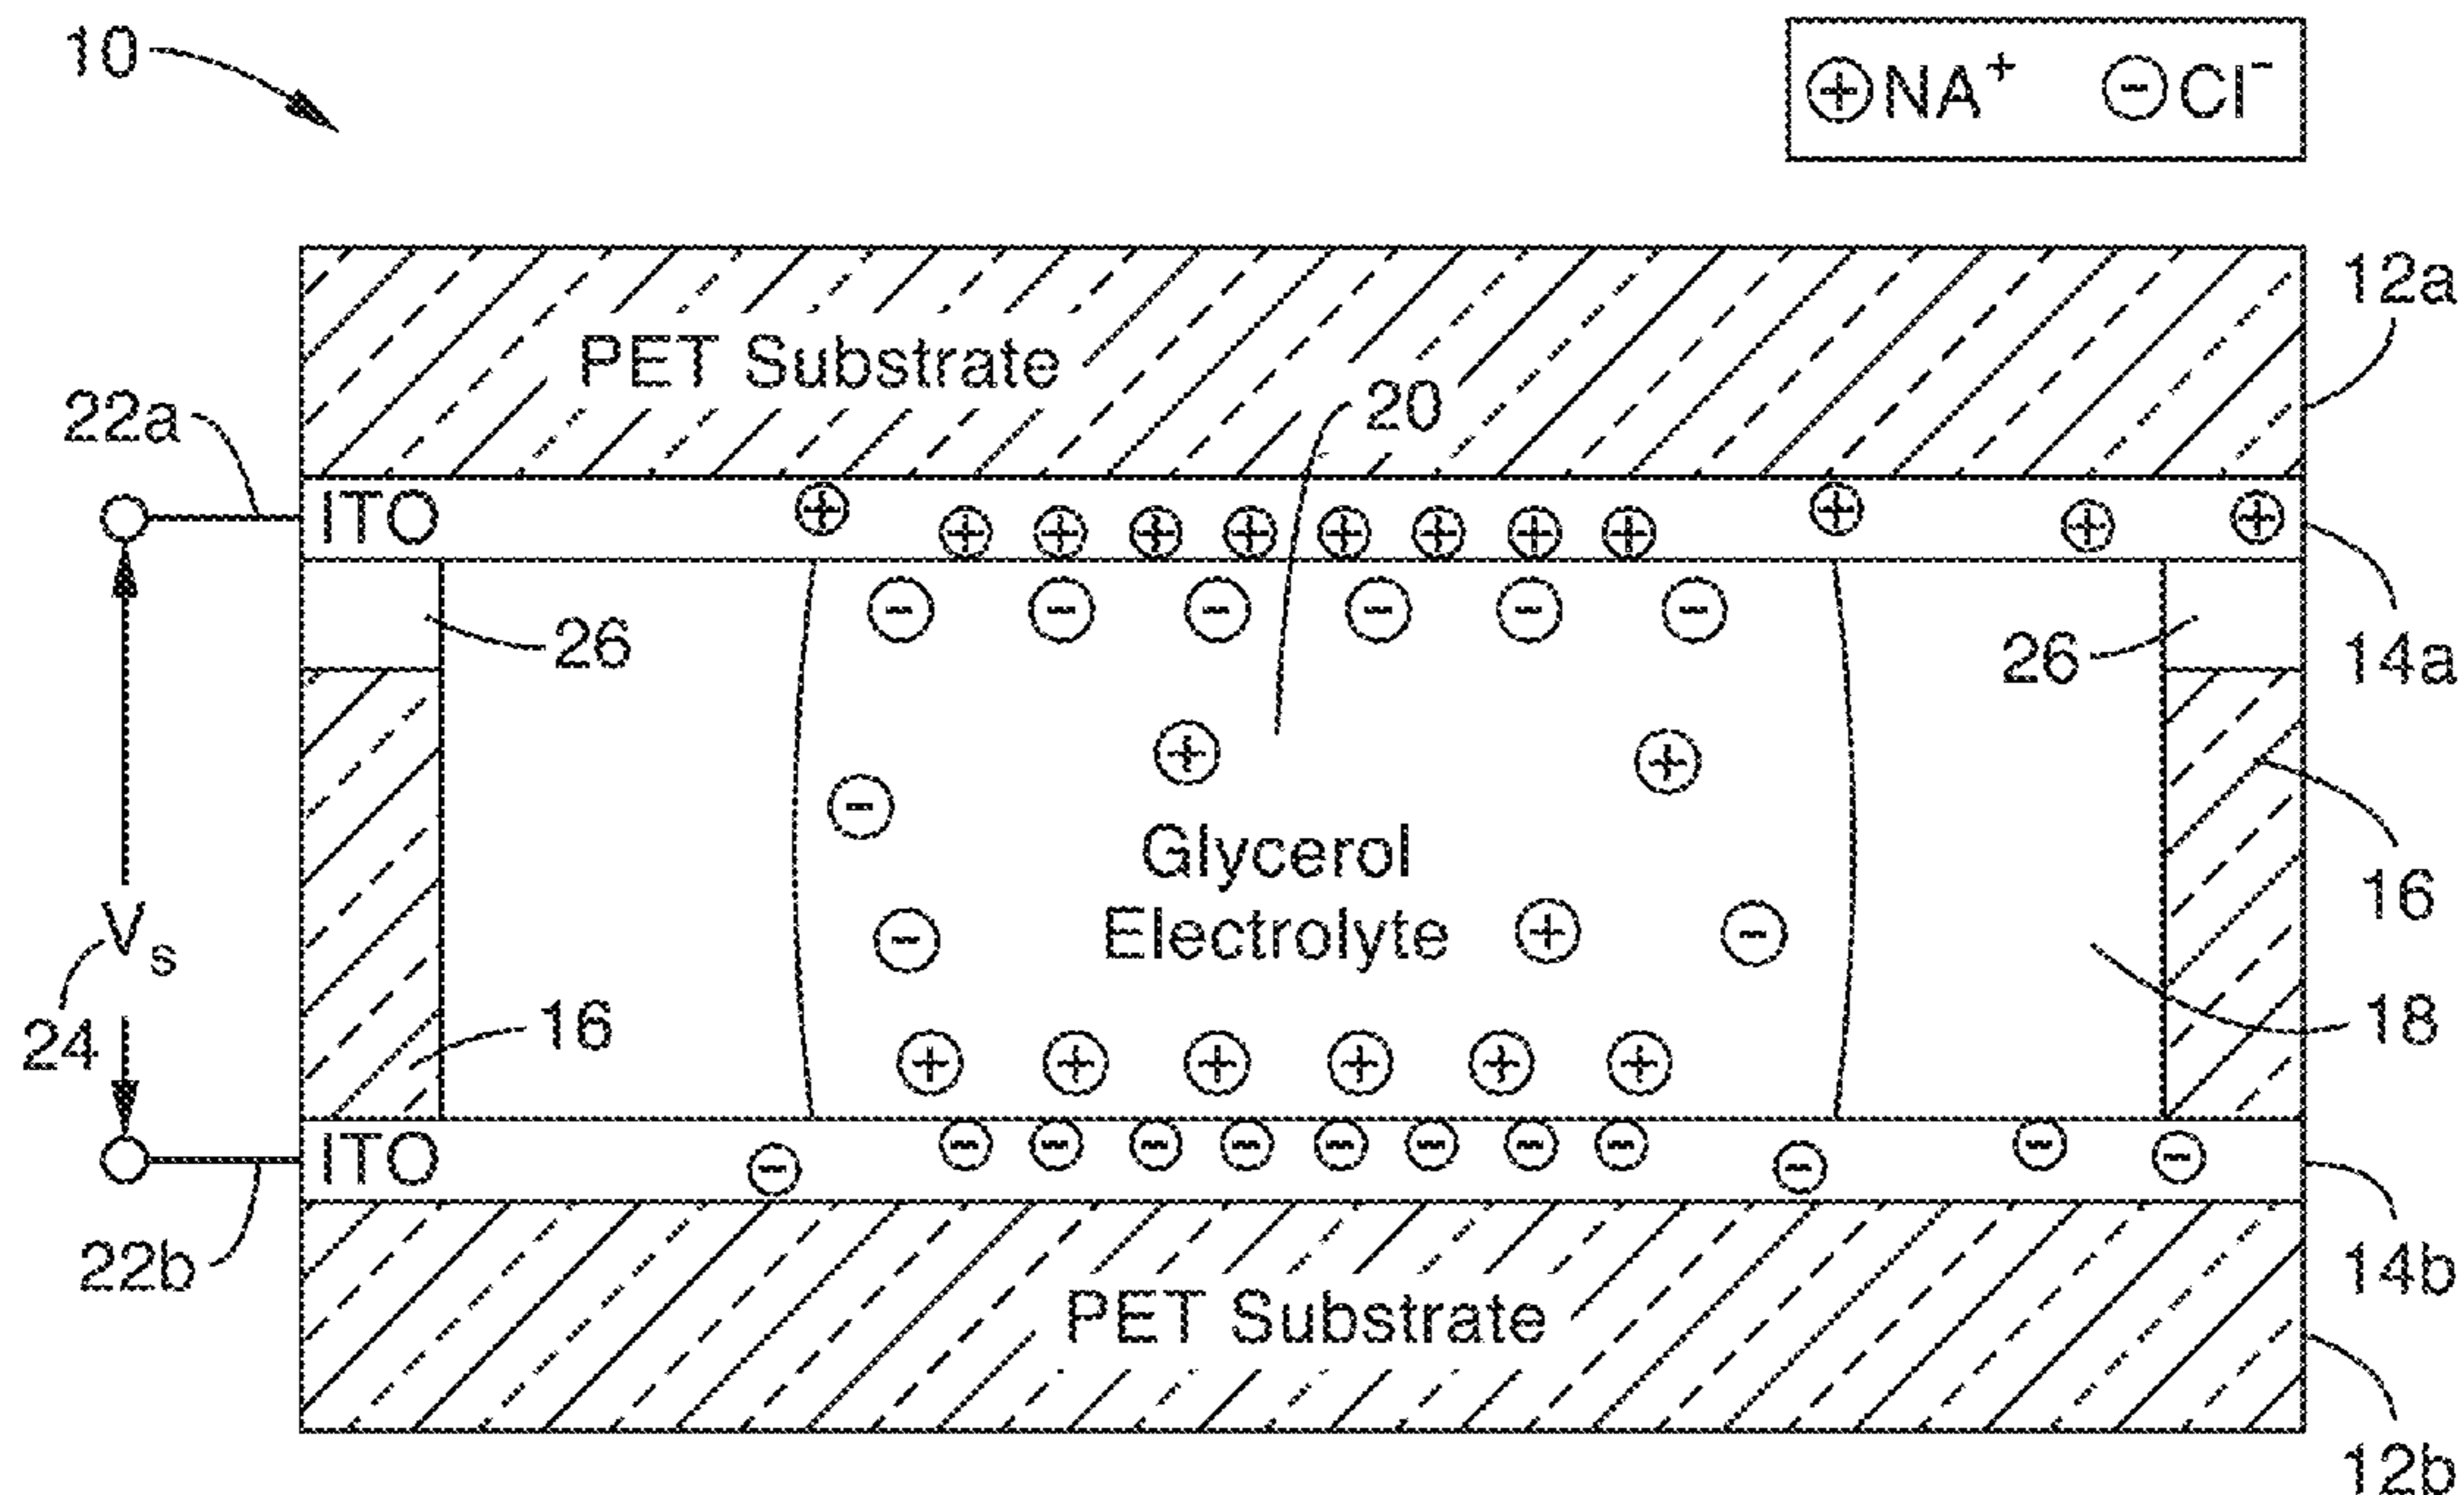 10
⊕NA⁺ ⊖Cl⁻
12a
PET Substrate
20
22a
ITO
26
26
14a
Glycerol
Electrolyte
16
Vs
24
16
18
ITO
22b
14b
PET Substrate
12b